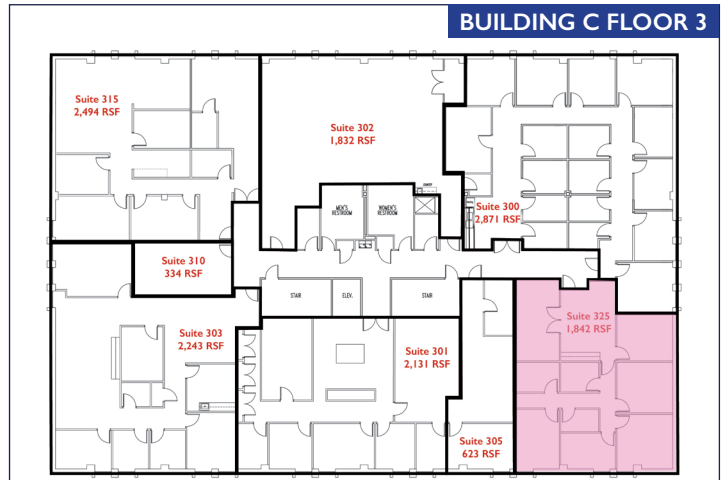 BUILDING C FLOOR 3
Suite 315
2,494 RSF
Suite 302
1,832 RSF
Suite 300
2,871 RSF
MEN'S
RESTROOM
WOMEN'S
RESTROOM
Suite 310
334 RSF
STAIR
ELEV.
STAIR
Suite 325
1,842 RSF
Suite 303
2,243 RSF
Suite 301
2,131 RSF
Suite 305
623 RSF